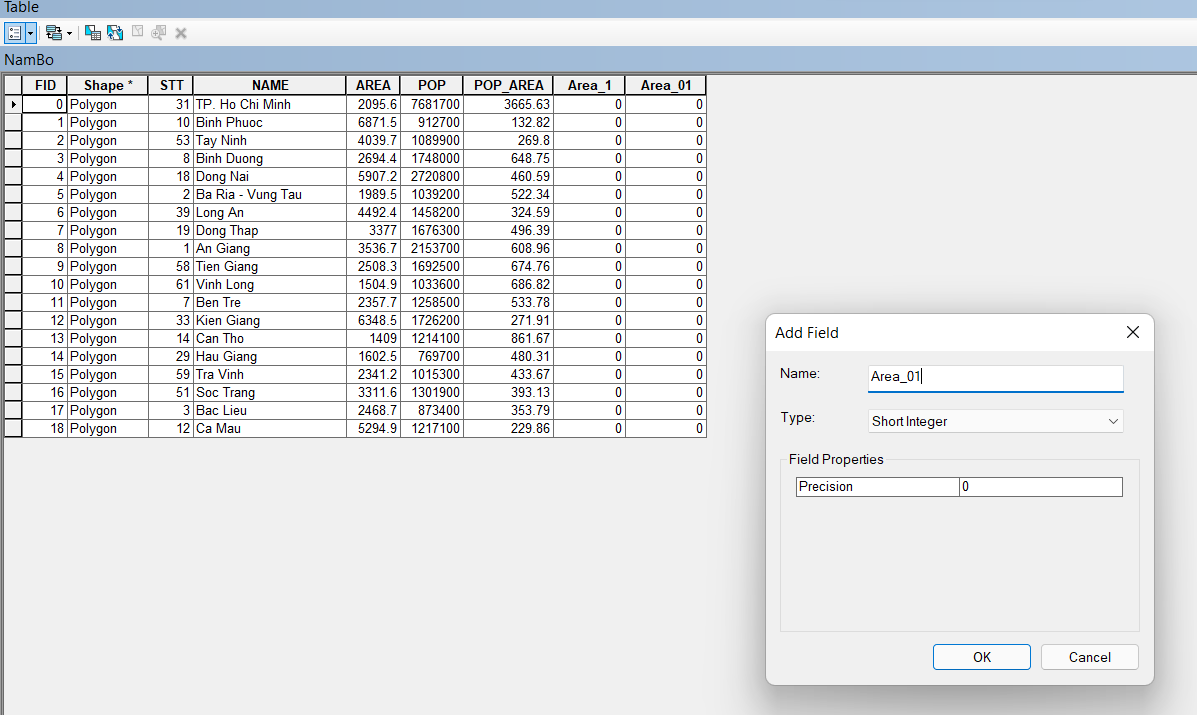 Table
NamBo
FID Shape * STT NAME AREA POP POP_AREA Area_1 Area_01
0 Polygon 31 TP. Ho Chi Minh 2095.6 7681700 3665.63 0 0
1 Polygon 10 Binh Phuoc 6871.5 912700 132.82 0 0
2 Polygon 53 Tay Ninh 4039.7 1089900 269.8 0 0
3 Polygon 8 Binh Duong 2694.4 1748000 648.75 0 0
4 Polygon 18 Dong Nai 5907.2 2720800 460.59 0 0
5 Polygon 2 Ba Ria - Vung Tau 1989.5 1039200 522.34 0 0
6 Polygon 39 Long An 4492.4 1458200 324.59 0 0
7 Polygon 19 Dong Thap 3377 1676300 496.39 0 0
8 Polygon 1 An Giang 3536.7 2153700 608.96 0 0
9 Polygon 58 Tien Giang 2508.3 1692500 674.76 0 0
10 Polygon 61 Vinh Long 1504.9 1033600 686.82 0 0
11 Polygon 7 Ben Tre 2357.7 1258500 533.78 0 0
12 Polygon 33 Kien Giang 6348.5 1726200 271.91 0 0
13 Polygon 14 Can Tho 1409 1214100 861.67 0 0
14 Polygon 29 Hau Giang 1602.5 769700 480.31 0 0
15 Polygon 59 Tra Vinh 2341.2 1015300 433.67 0 0
16 Polygon 51 Soc Trang 3311.6 1301900 393.13 0 0
17 Polygon 3 Bac Lieu 2468.7 873400 353.79 0 0
18 Polygon 12 Ca Mau 5294.9 1217100 229.86 0 0
Add Field
Name: Area_01
Type: Short Integer
Field Properties
Precision 0
OK Cancel